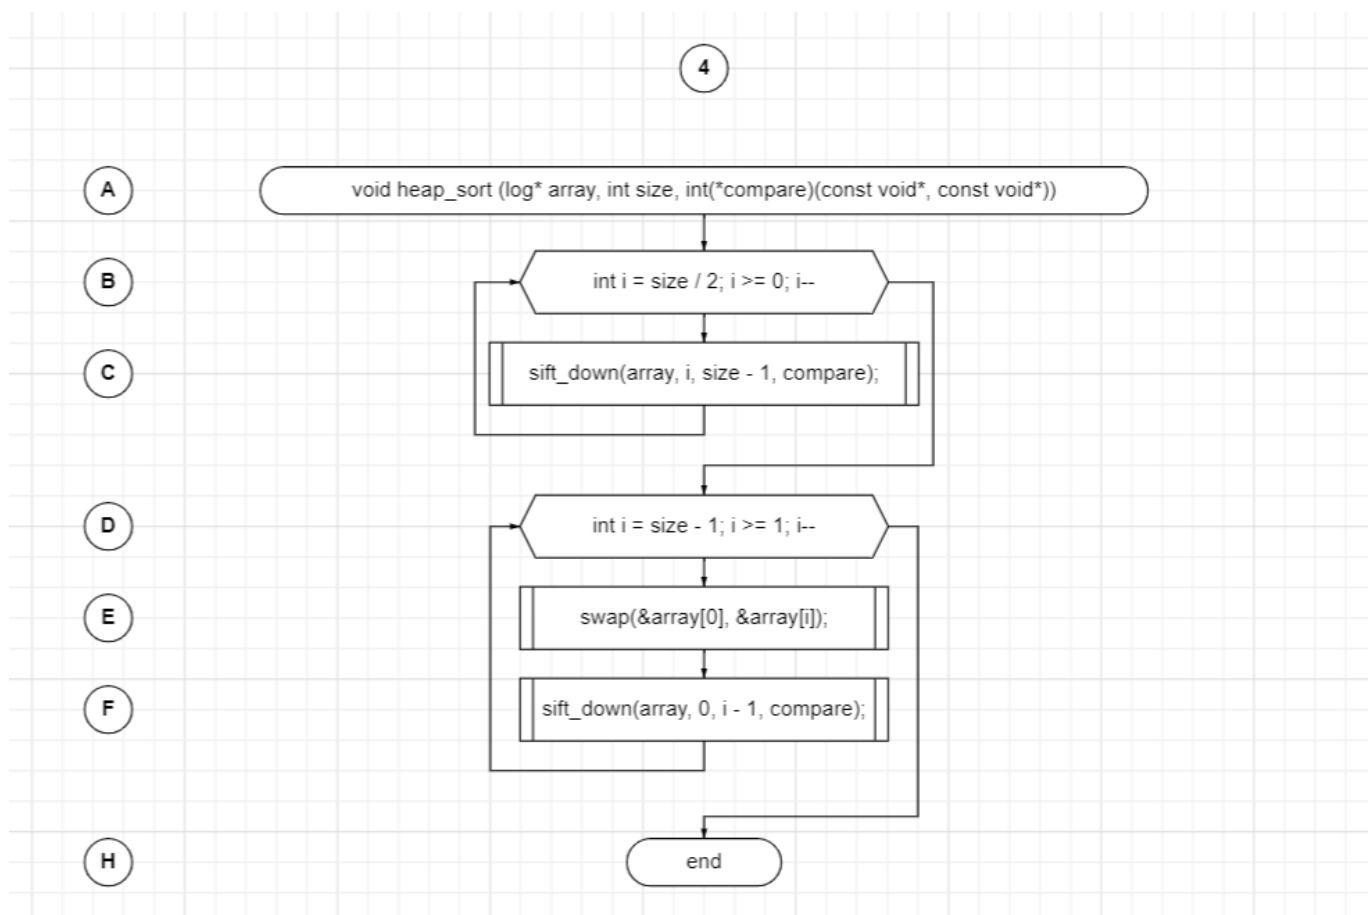 4
A
void heap_sort (log* array, int size, int(*compare)(const void*, const void*))
B
int i = size / 2; i >= 0; i--
C
sift_down(array, i, size - 1, compare);
D
int i = size - 1; i >= 1; i--
E
swap(&array[0], &array[i]);
F
sift_down(array, 0, i - 1, compare);
H
end